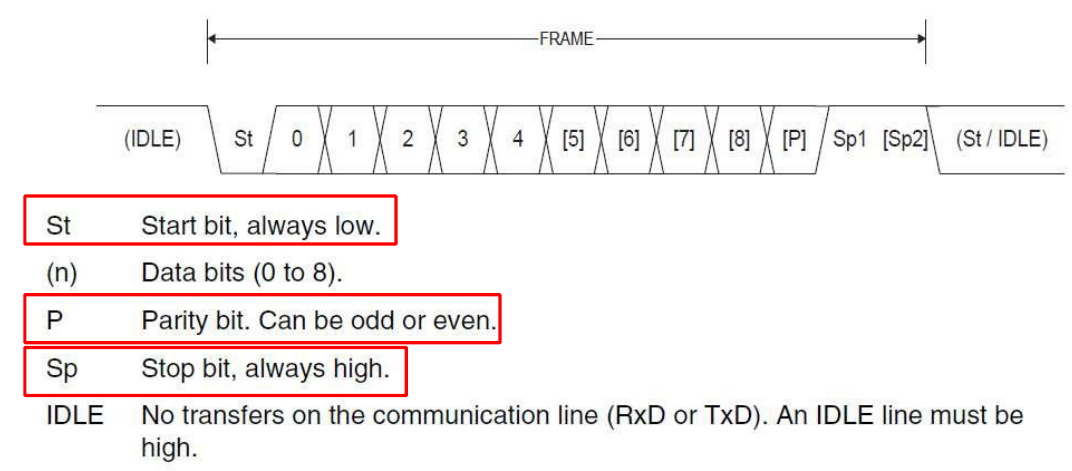 FRAME
(IDLE) St 0 1 2 3 4 [5] [6] [7] [8] [P] Sp1 [Sp2] (St / IDLE)
St Start bit, always low.
(n) Data bits (0 to 8).
P Parity bit. Can be odd or even.
Sp Stop bit, always high.
IDLE No transfers on the communication line (RxD or TxD). An IDLE line must be
high.